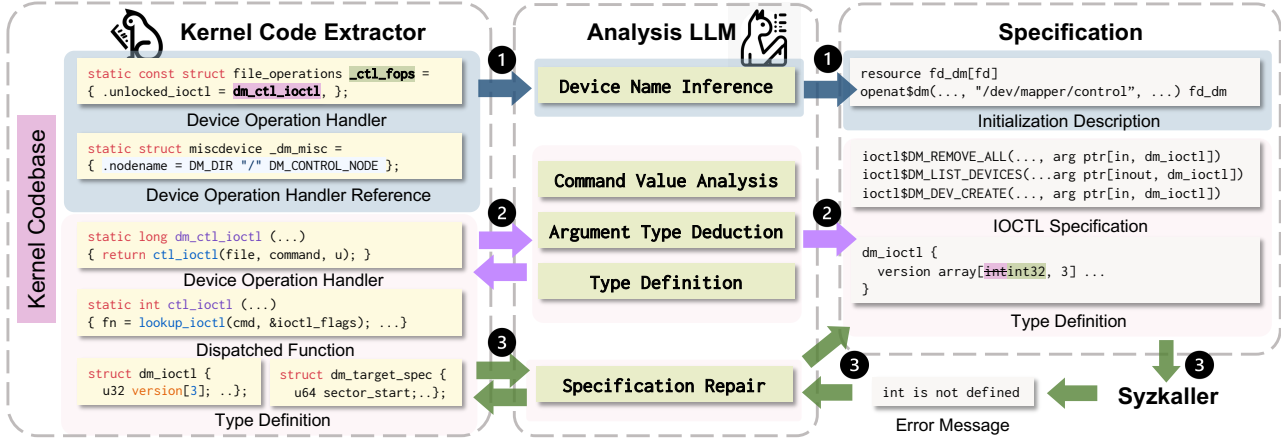 Kernel Code Extractor
Kernel Codebase
static const struct file_operations _ctl_fops =
{ .unlocked_ioctl = dm_ctl_ioctl, };
Device Operation Handler
static struct miscdevice _dm_misc =
{ .nodename = DM_DIR "/" DM_CONTROL_NODE };
Device Operation Handler Reference
static long dm_ctl_ioctl (...)
{ return ctl_ioctl(file, command, u); }
Device Operation Handler
static int ctl_ioctl (...)
{ fn = lookup_ioctl(cmd, &ioctl_flags); ...}
Dispatched Function
struct dm_ioctl {
u32 version[3]; ..};
struct dm_target_spec {
u64 sector_start;..};
Type Definition
1
2
3
Analysis LLM
Device Name Inference
Command Value Analysis
Argument Type Deduction
Type Definition
Specification Repair
1
2
3
Specification
resource fd_dm[fd]
openat$dm(..., "/dev/mapper/control", ...) fd_dm
Initialization Description
ioctl$DM_REMOVE_ALL(..., arg ptr[in, dm_ioctl])
ioctl$DM_LIST_DEVICES(...arg ptr[inout, dm_ioctl])
ioctl$DM_DEV_CREATE(..., arg ptr[in, dm_ioctl])
IOCTL Specification
dm_ioctl {
version array[intint32, 3] ...
}
Type Definition
3
Syzkaller
int is not defined
Error Message